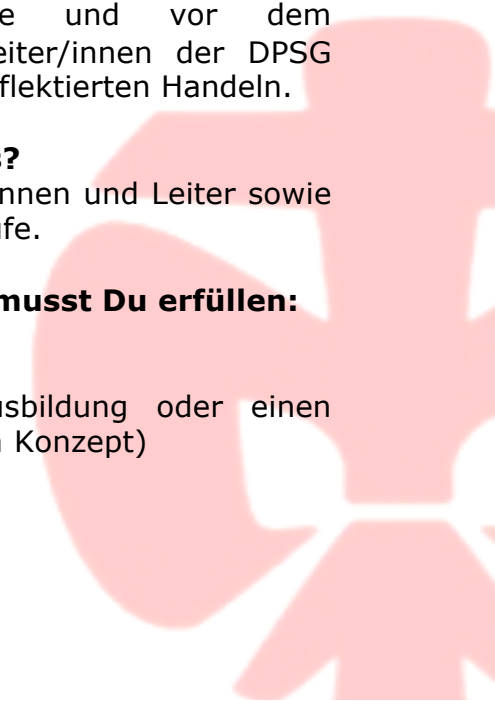 und vor dem
eiter/innen der DPSG
flektierten Handeln.
?
nnen und Leiter sowie
ufe.
musst Du erfüllen:
usbildung oder einen
Konzept)